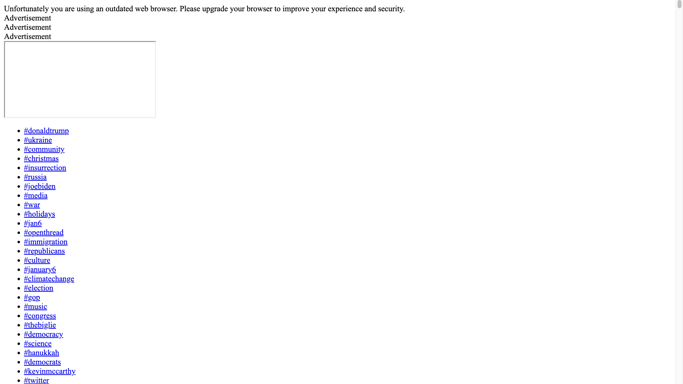 Unfortunately you are using an outdated web browser. Please upgrade your browser to improve your experience and security.
Advertisement
Advertisement
Advertisement
#donaldtrump
#ukraine
#community
#christmas
#insurrection
#russia
#joebiden
#media
#war
#holidays
#jan6
#openthread
#immigration
#republicans
#culture
#january6
#climatechange
#election
#gop
#music
#congress
#thebiglie
#democracy
#science
#hanukkah
#democrats
#kevinmccarthy
#twitter